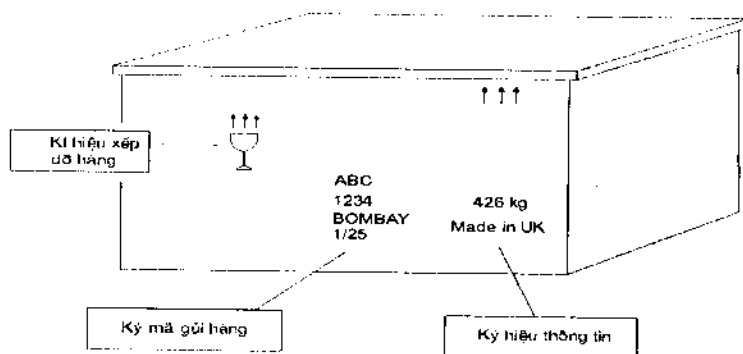 Kí hiệu xếp
dỡ hàng
ABC
1234
BOMBAY
1/25
426 kg
Made in UK
Ký mã gửi hàng
Ký hiệu thông tin